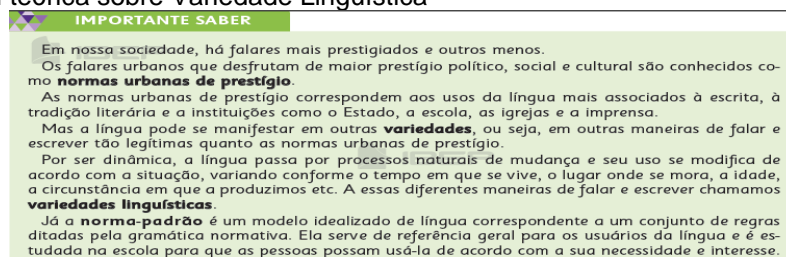 teórica sobre Variedade Linguística
IMPORTANTE SABER
Em nossa sociedade, há falares mais prestigiados e outros menos.
Os falares urbanos que desfrutam de maior prestígio político, social e cultural são conhecidos co-
mo normas urbanas de prestígio.
As normas urbanas de prestígio correspondem aos usos da língua mais associados à escrita, à
tradição literária e a instituições como o Estado, a escola, as igrejas e a imprensa.
Mas a língua pode se manifestar em outras variedades, ou seja, em outras maneiras de falar e
escrever tão legítimas quanto as normas urbanas de prestígio.
Por ser dinâmica, a língua passa por processos naturais de mudança e seu uso se modifica de
acordo com a situação, variando conforme o tempo em que se vive, o lugar onde se mora, a idade,
a circunstância em que a produzimos etc. A essas diferentes maneiras de falar e escrever chamamos
variedades linguísticas.
Já a norma-padrão é um modelo idealizado de língua correspondente a um conjunto de regras
ditadas pela gramática normativa. Ela serve de referência geral para os usuários da língua e é es-
tudada na escola para que as pessoas possam usá-la de acordo com a sua necessidade e interesse.